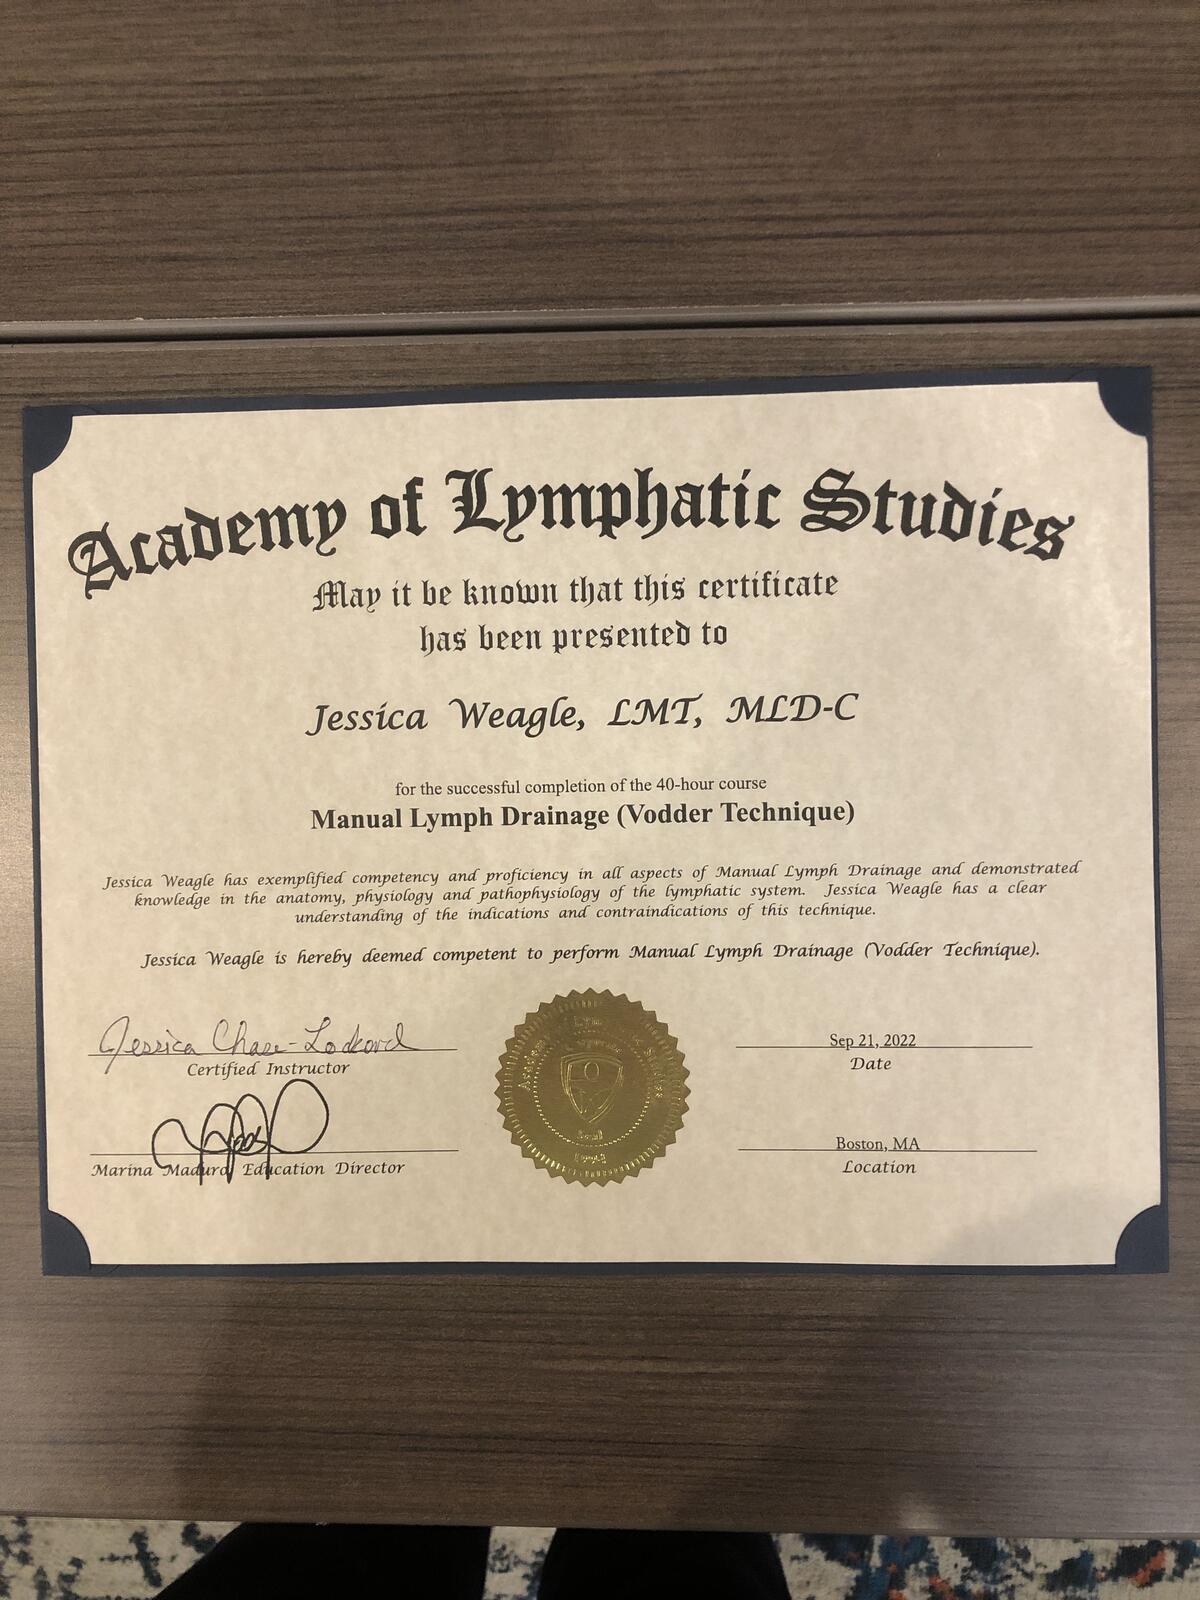 Academy of Lymphatic Studies
May it be known that this certificate
has been presented to
Jessica Weagle, LMT, MLD-C
for the successful completion of the 40-hour course
Manual Lymph Drainage (Vodder Technique)
Jessica Weagle has exemplified competency and proficiency in all aspects of Manual Lymph Drainage and demonstrated
knowledge in the anatomy, physiology and pathophysiology of the lymphatic system. Jessica Weagle has a clear
understanding of the indications and contraindications of this technique.
Jessica Weagle is hereby deemed competent to perform Manual Lymph Drainage (Vodder Technique).
Jessica Chase-Lockard
Certified Instructor
Sep 21, 2022
Date
Marina Maduro, Education Director
Boston, MA
Location